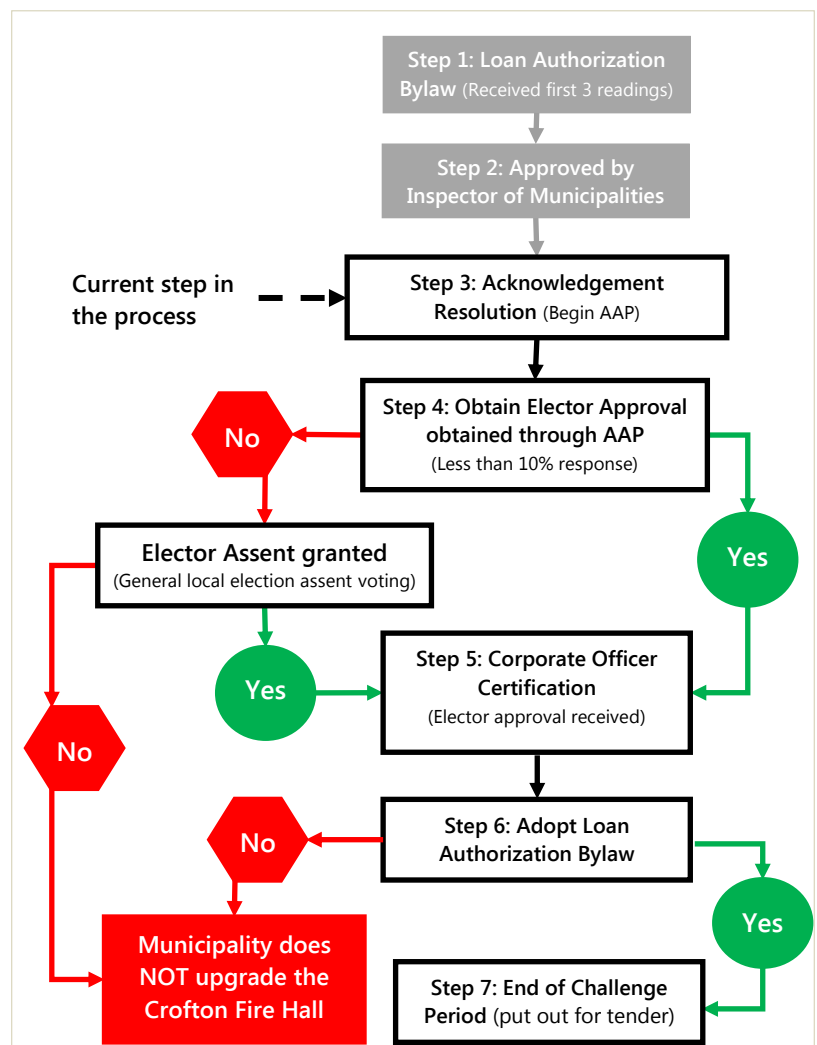 Step 1: Loan Authorization
Bylaw (Received first 3 readings)
Step 2: Approved by
Inspector of Municipalities
Current step in
the process
Step 3: Acknowledgement
Resolution (Begin AAP)
Step 4: Obtain Elector Approval
obtained through AAP
(Less than 10% response)
No
Yes
Elector Assent granted
(General local election assent voting)
Yes
Step 5: Corporate Officer
Certification
(Elector approval received)
No
Step 6: Adopt Loan
Authorization Bylaw
No
Yes
Municipality does
NOT upgrade the
Crofton Fire Hall
Step 7: End of Challenge
Period (put out for tender)